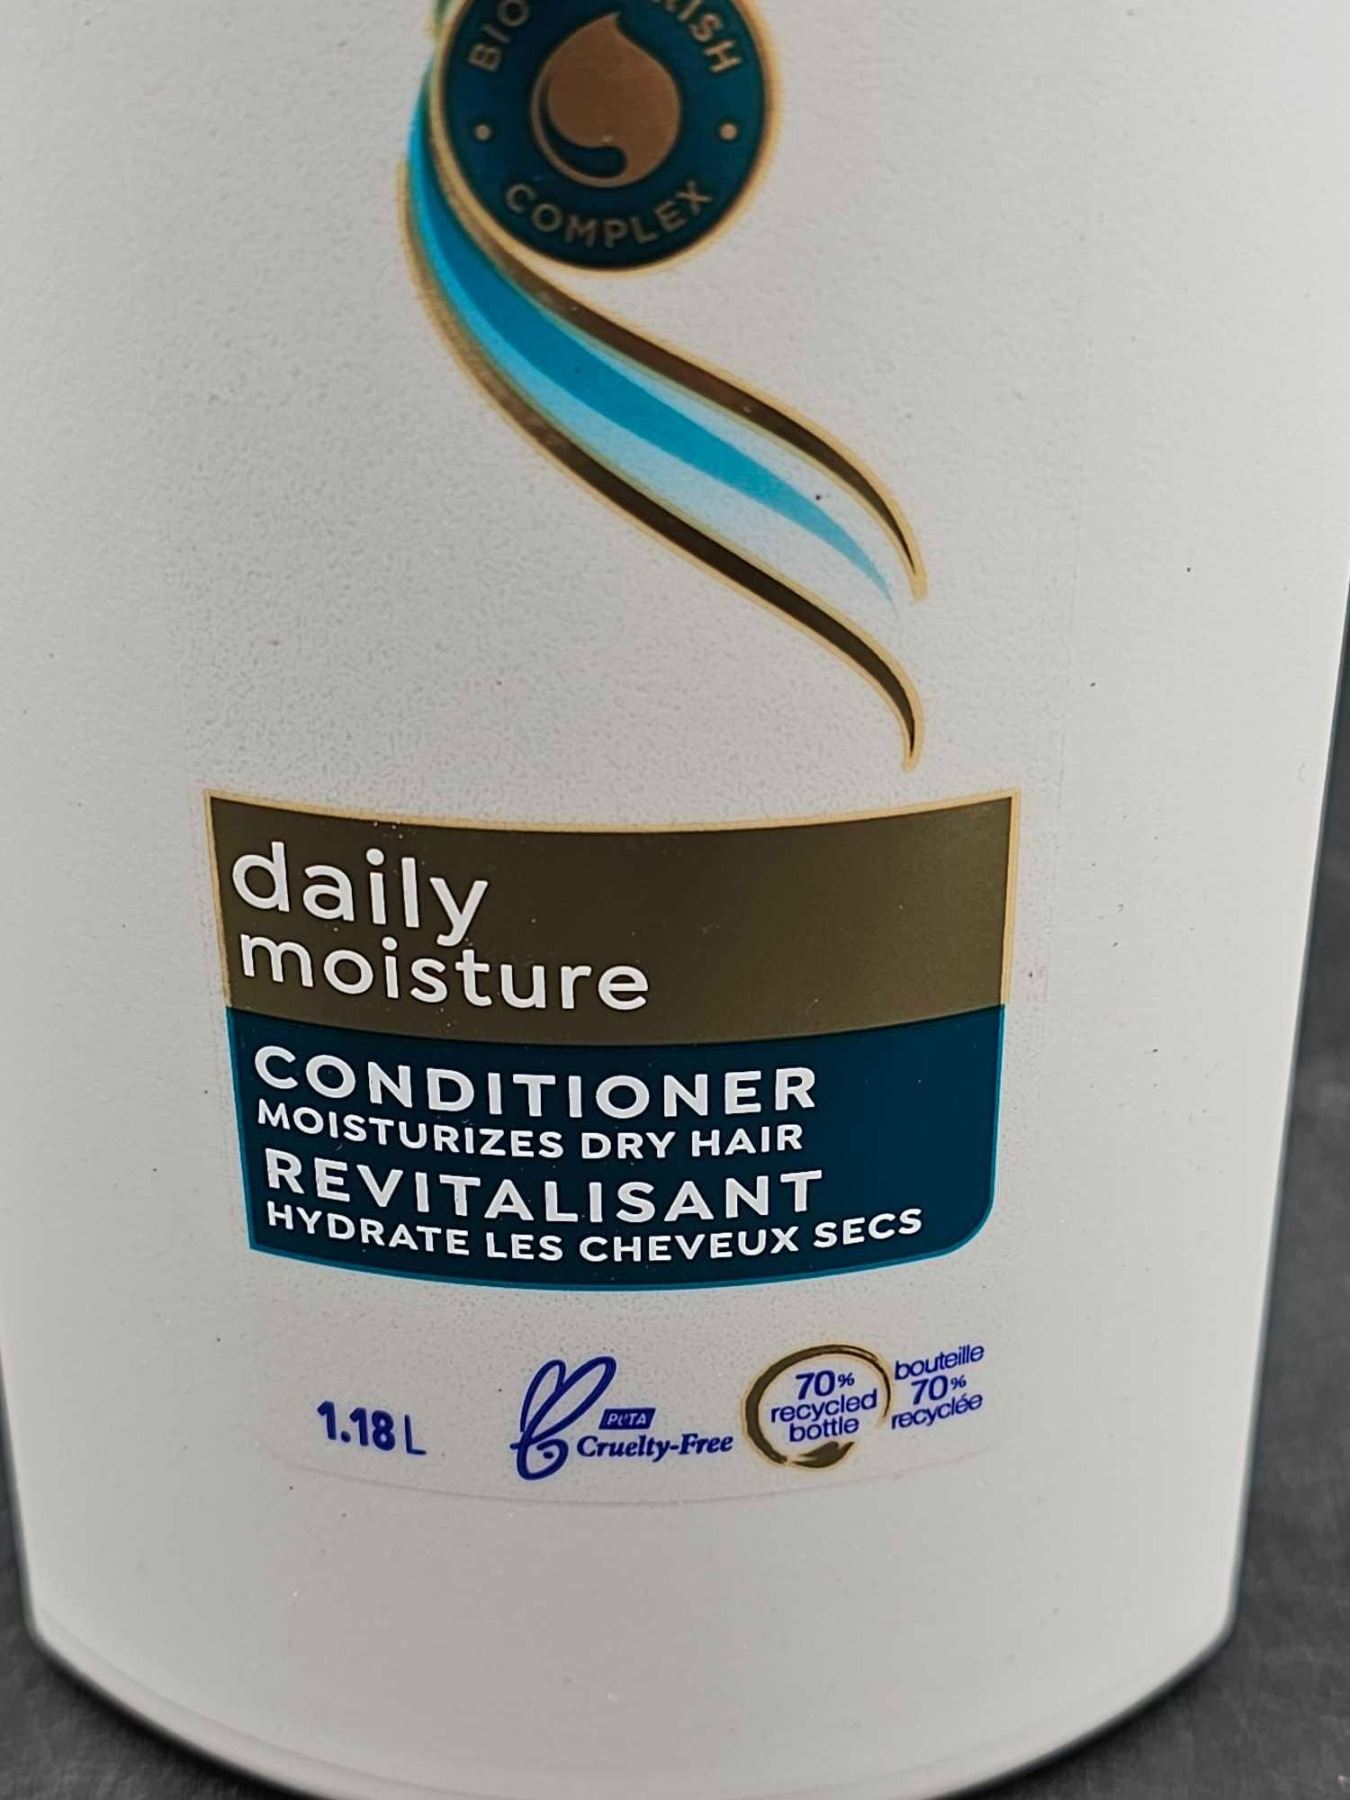 COMPLEX
daily
moisture
CONDITIONER
MOISTURIZES DRY HAIR
REVITALISANT
HYDRATE LES CHEVEUX SECS
1.18 L
PETA
Cruelty-Free
70%
recycled
bottle
bouteille
70%
recyclée